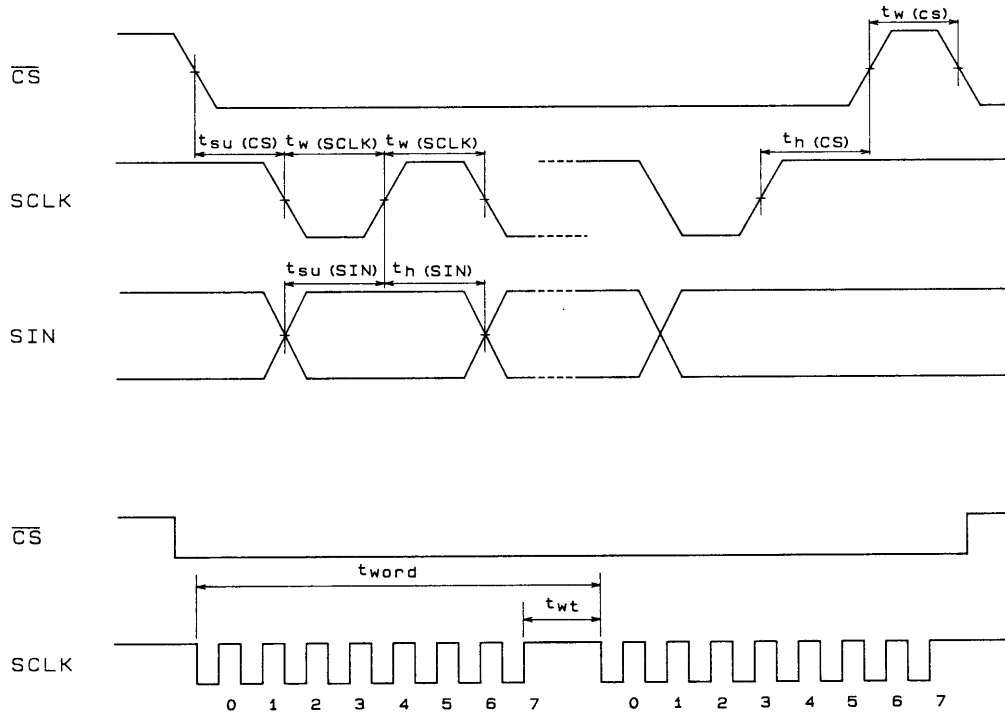 tw (CS)
CS
tsu (CS) tw (SCLK) tw (SCLK) th (CS)
SCLK
tsu (SIN) th (SIN)
SIN
CS
tword
twt
SCLK
0 1 2 3 4 5 6 7 0 1 2 3 4 5 6 7